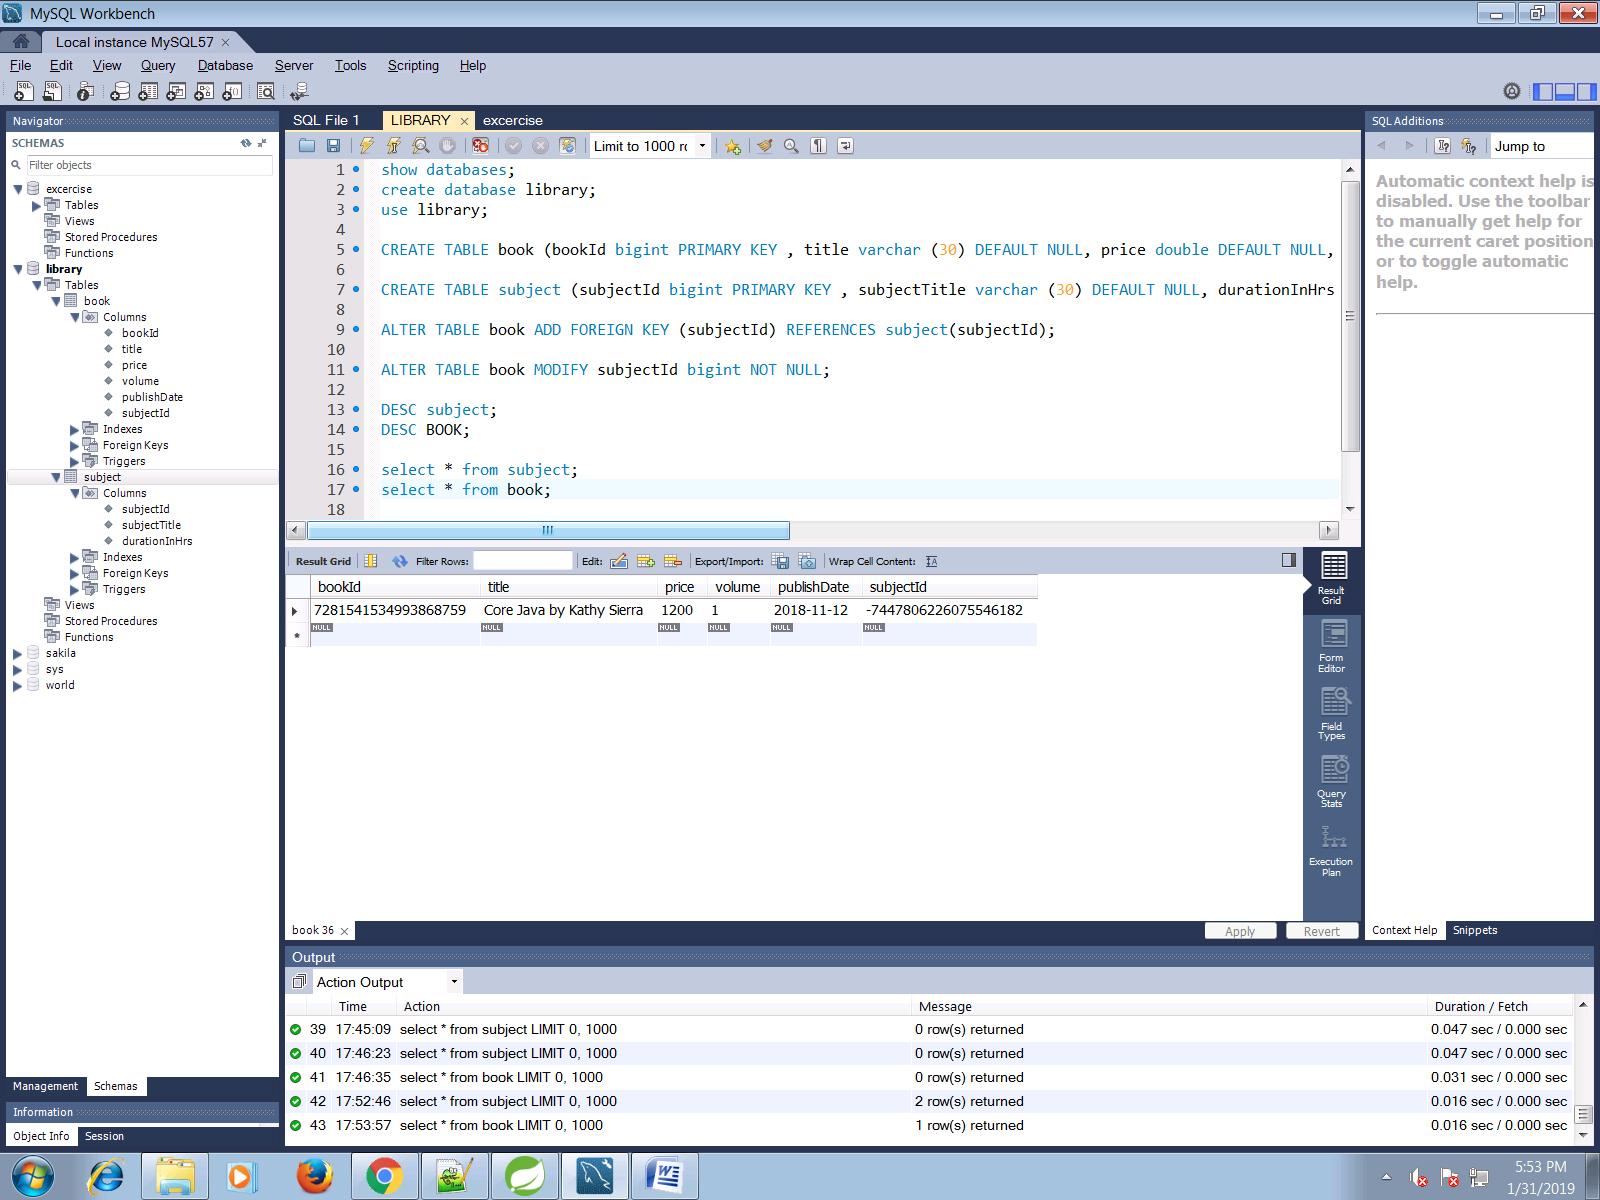 MySQL Workbench
Local instance MySQL57
File Edit View Query Database Server Tools Scripting Help
Navigator
SCHEMAS
Filter objects
excercise
Tables
Views
Stored Procedures
Functions
library
Tables
book
Columns
bookId
title
price
volume
publishDate
subjectId
Indexes
Foreign Keys
Triggers
subject
Columns
subjectId
subjectTitle
durationInHrs
Indexes
Foreign Keys
Triggers
Views
Stored Procedures
Functions
sakila
sys
world
Management Schemas
Information
Object Info Session
SQL File 1 LIBRARY excercise
Limit to 1000 rc
1 show databases;
2 create database library;
3 use library;
4
5 CREATE TABLE book (bookId bigint PRIMARY KEY , title varchar (30) DEFAULT NULL, price double DEFAULT NULL,
6
7 CREATE TABLE subject (subjectId bigint PRIMARY KEY , subjectTitle varchar (30) DEFAULT NULL, durationInHrs
8
9 ALTER TABLE book ADD FOREIGN KEY (subjectId) REFERENCES subject(subjectId);
10
11 ALTER TABLE book MODIFY subjectId bigint NOT NULL;
12
13 DESC subject;
14 DESC BOOK;
15
16 select * from subject;
17 select * from book;
18
Result Grid Filter Rows: Edit: Export/Import: Wrap Cell Content:
bookId title price volume publishDate subjectId
7281541534993868759 Core Java by Kathy Sierra 1200 1 2018-11-12 -7447806226075546182
NULL NULL NULL NULL NULL NULL
Result Grid
Form Editor
Field Types
Query Stats
Execution Plan
book 36
Apply Revert
SQL Additions
Jump to
Automatic context help is
disabled. Use the toolbar
to manually get help for
the current caret position
or to toggle automatic
help.
Context Help Snippets
Output
Action Output
Time Action Message Duration / Fetch
39 17:45:09 select * from subject LIMIT 0, 1000 0 row(s) returned 0.047 sec / 0.000 sec
40 17:46:23 select * from subject LIMIT 0, 1000 0 row(s) returned 0.047 sec / 0.000 sec
41 17:46:35 select * from book LIMIT 0, 1000 0 row(s) returned 0.031 sec / 0.000 sec
42 17:52:46 select * from subject LIMIT 0, 1000 2 row(s) returned 0.016 sec / 0.000 sec
43 17:53:57 select * from book LIMIT 0, 1000 1 row(s) returned 0.016 sec / 0.000 sec
5:53 PM
1/31/2019